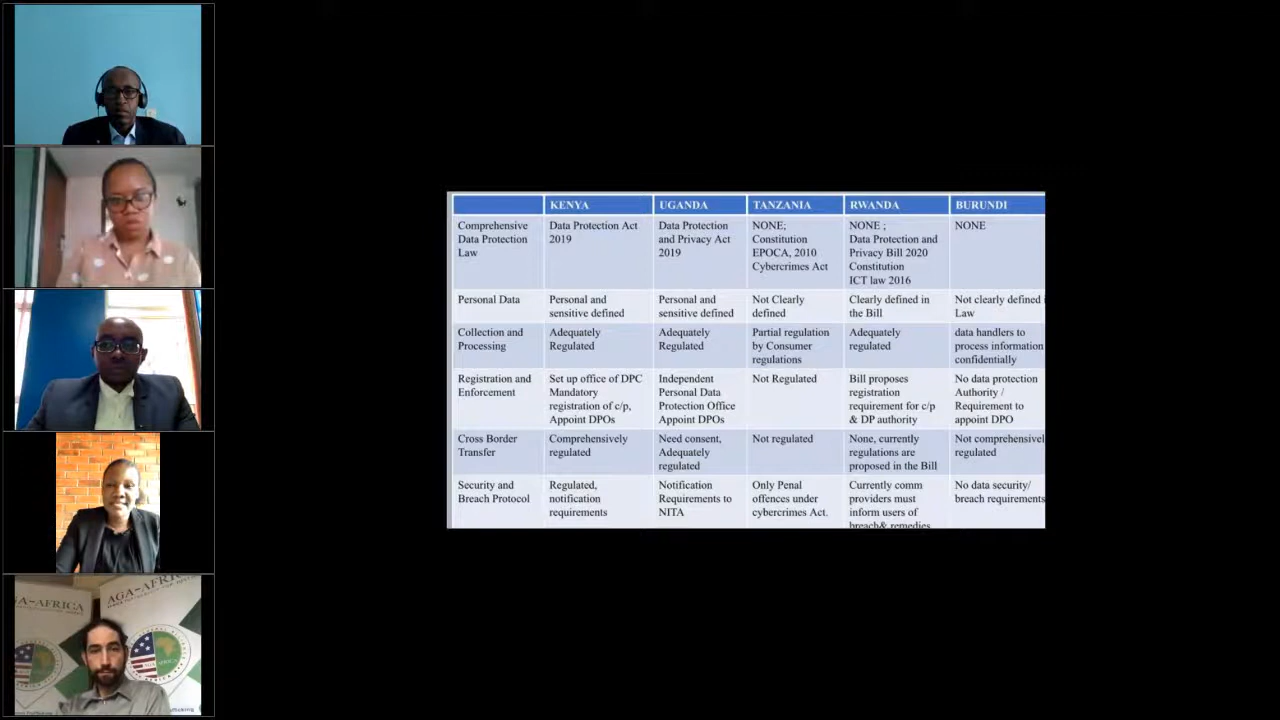 KENYA
UGANDA
TANZANIA
RWANDA
BURUNDI
Comprehensive
Data Protection
Law
Data Protection Act
2019
Data Protection
and Privacy Act
2019
NONE;
Constitution
EPOCA, 2010
Cybercrimes Act
NONE ;
Data Protection and
Privacy Bill 2020
Constitution
ICT law 2016
NONE
Personal Data
Personal and
sensitive defined
Personal and
sensitive defined
Not Clearly
defined
Clearly defined in
the Bill
Not clearly defined
Law
Collection and
Processing
Adequately
Regulated
Adequately
Regulated
Partial regulation
by Consumer
regulations
Adequately
regulated
data handlers to
process information
confidentially
Registration and
Enforcement
Set up office of DPC
Mandatory
registration of c/p,
Appoint DPOs
Independent
Personal Data
Protection Office
Appoint DPOs
Not Regulated
Bill proposes
registration
requirement for c/p
& DP authority
No data protection
Authority /
Requirement to
appoint DPO
Cross Border
Transfer
Comprehensively
regulated
Need consent,
Adequately
regulated
Not regulated
None, currently
regulations are
proposed in the Bill
Not comprehensivel
regulated
Security and
Breach Protocol
Regulated,
notification
requirements
Notification
Requirements to
NITA
Only Penal
offences under
cybercrimes Act.
Currently comm
providers must
inform users of
breach& remedies
No data security/
breach requirements
AGA-AFRICA
AGA-AFRICA